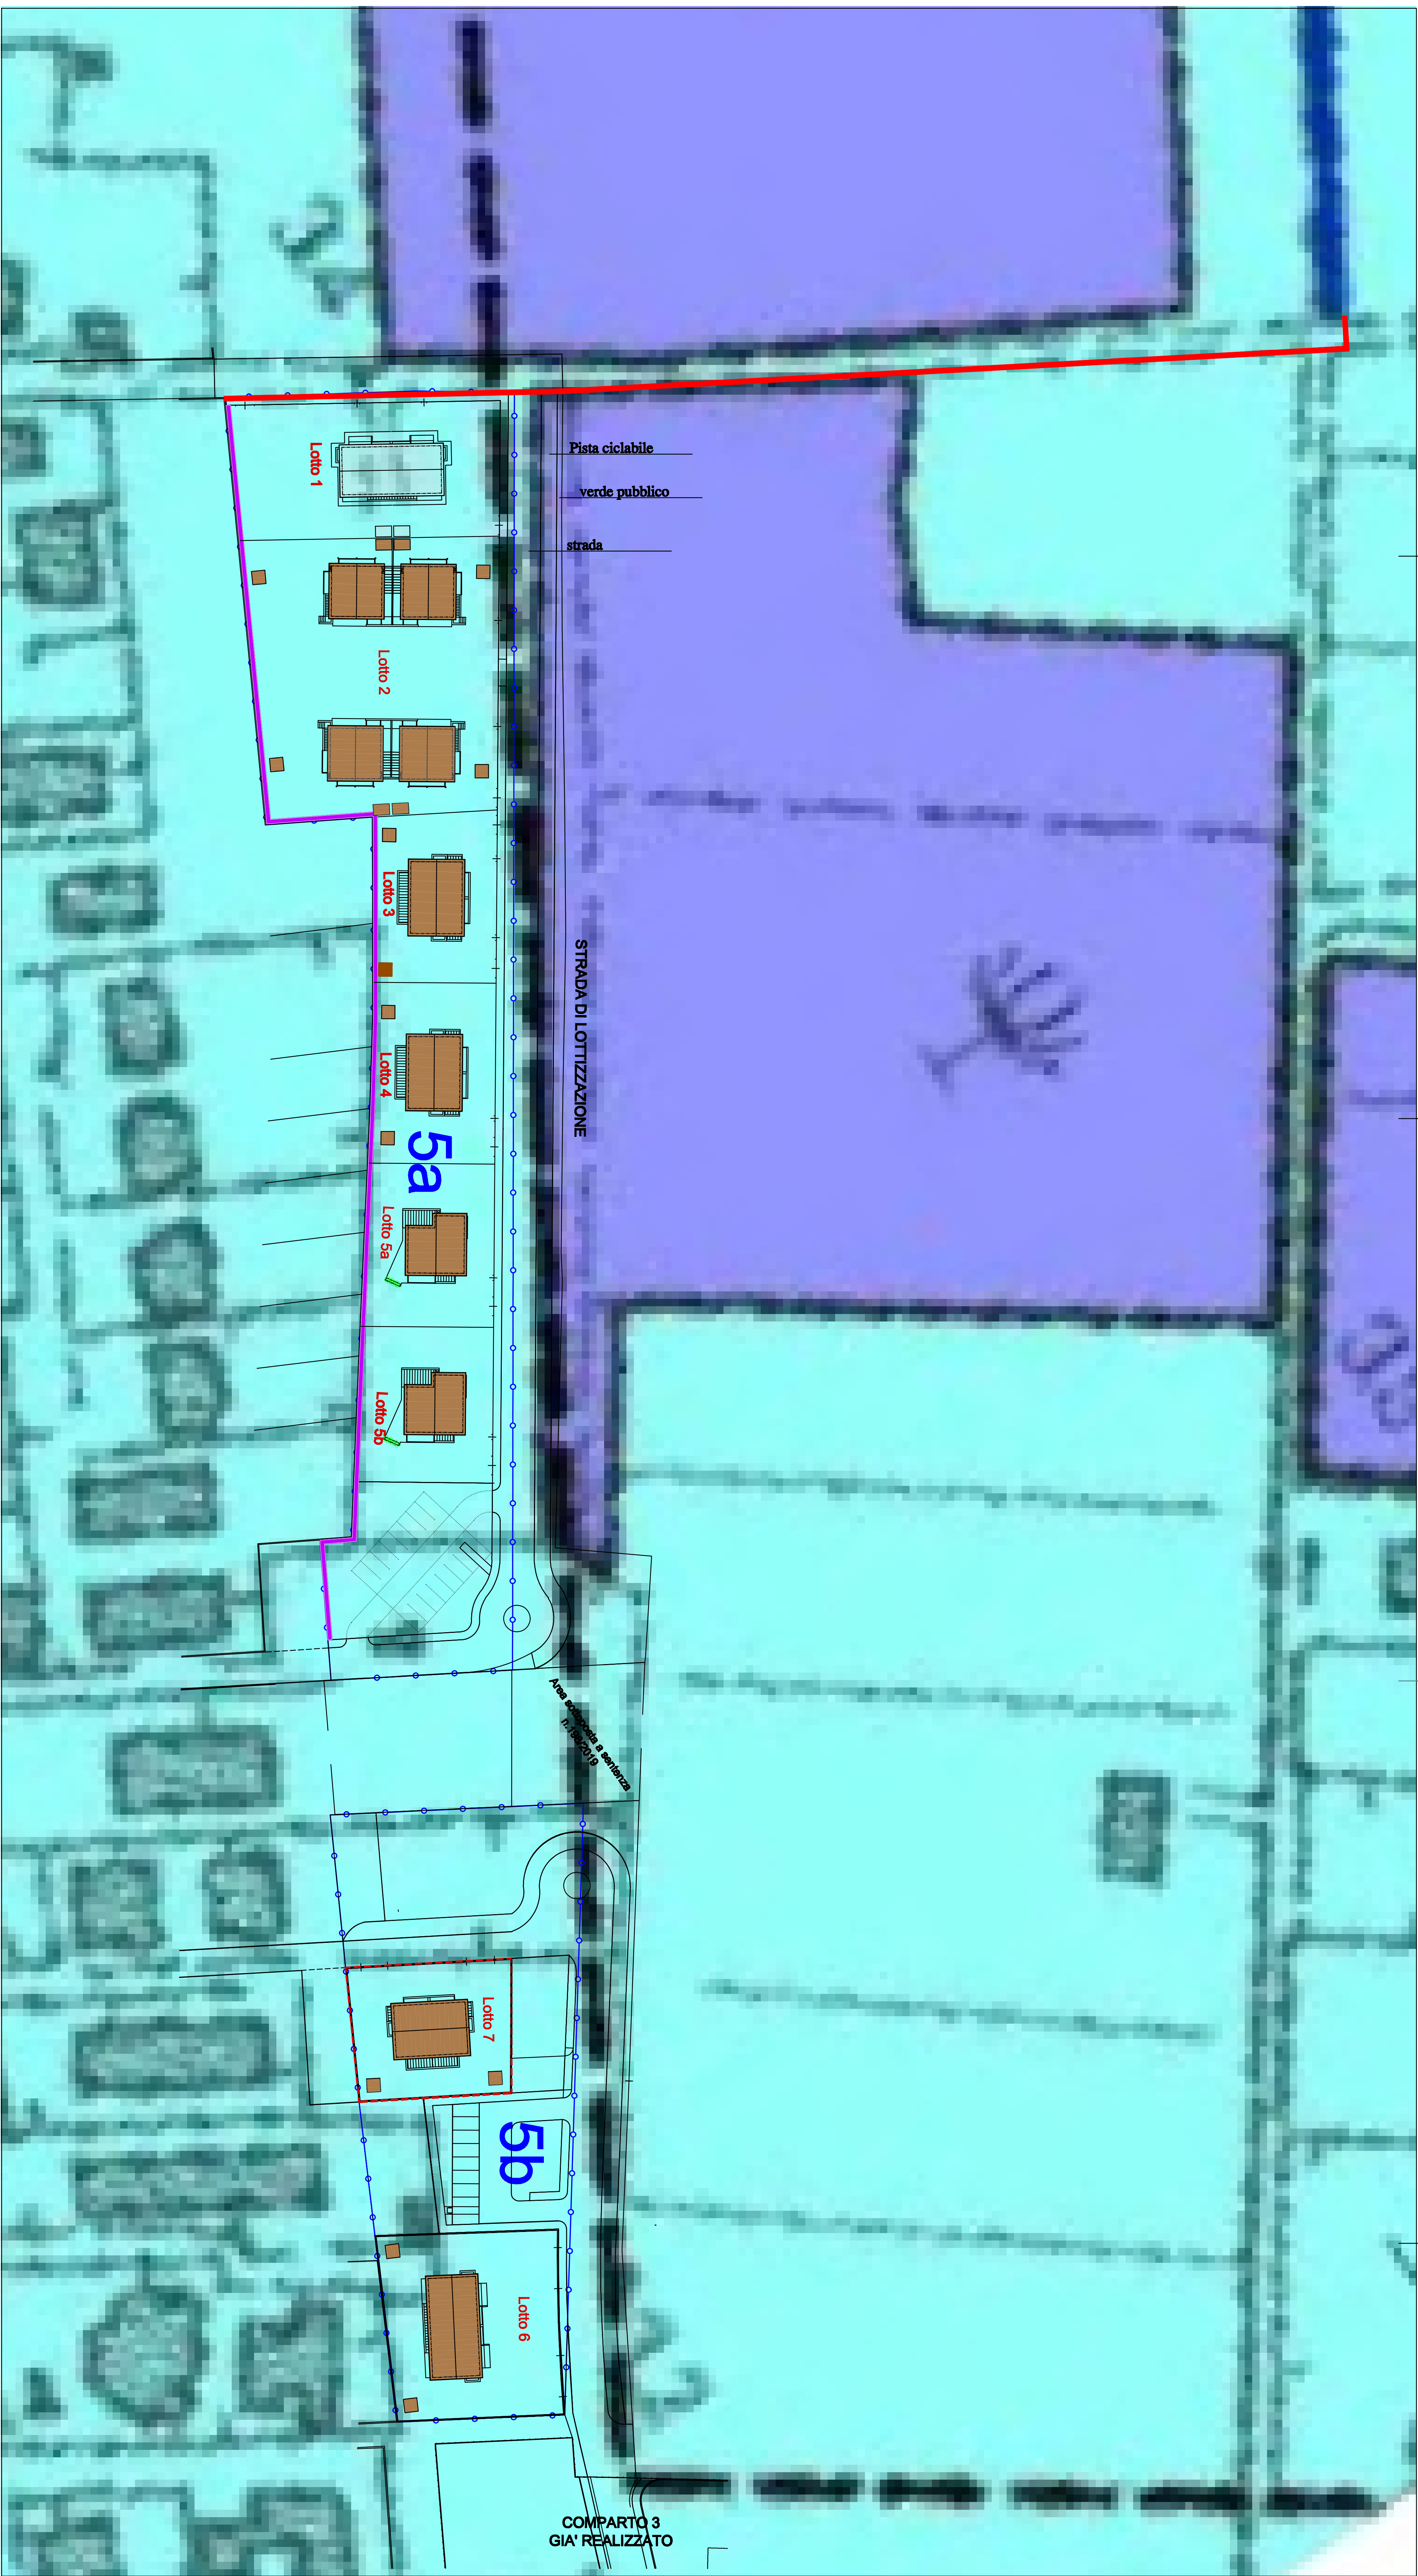 Pista ciclabile
verde pubblico
strada
Lotto 1
Lotto 2
Lotto 3
STRADA DI LOTTIZZAZIONE
Lotto 4
5a
Lotto 5a
Lotto 5b
Area sottoposta a sentenza
n.198/2019
Lotto 7
5b
Lotto 6
COMPARTO 3
GIA' REALIZZATO